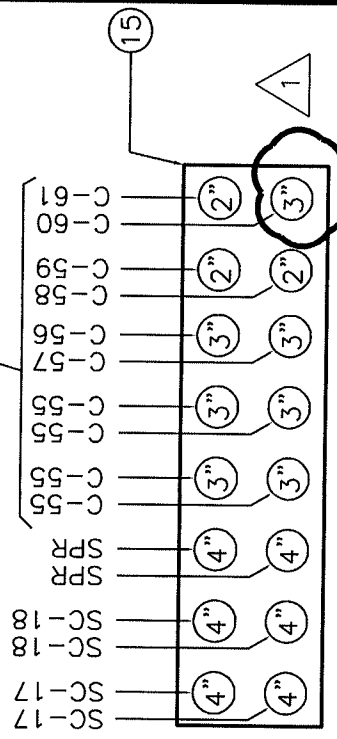 15
1
C-61 2"
C-60 3"
C-59 2"
C-58 2"
C-56 3"
C-57 3"
C-55 3"
C-55 3"
C-55 3"
C-55 3"
SPR 4"
SPR 4"
SC-18 4"
SC-18 4"
SC-17 4"
SC-17 4"